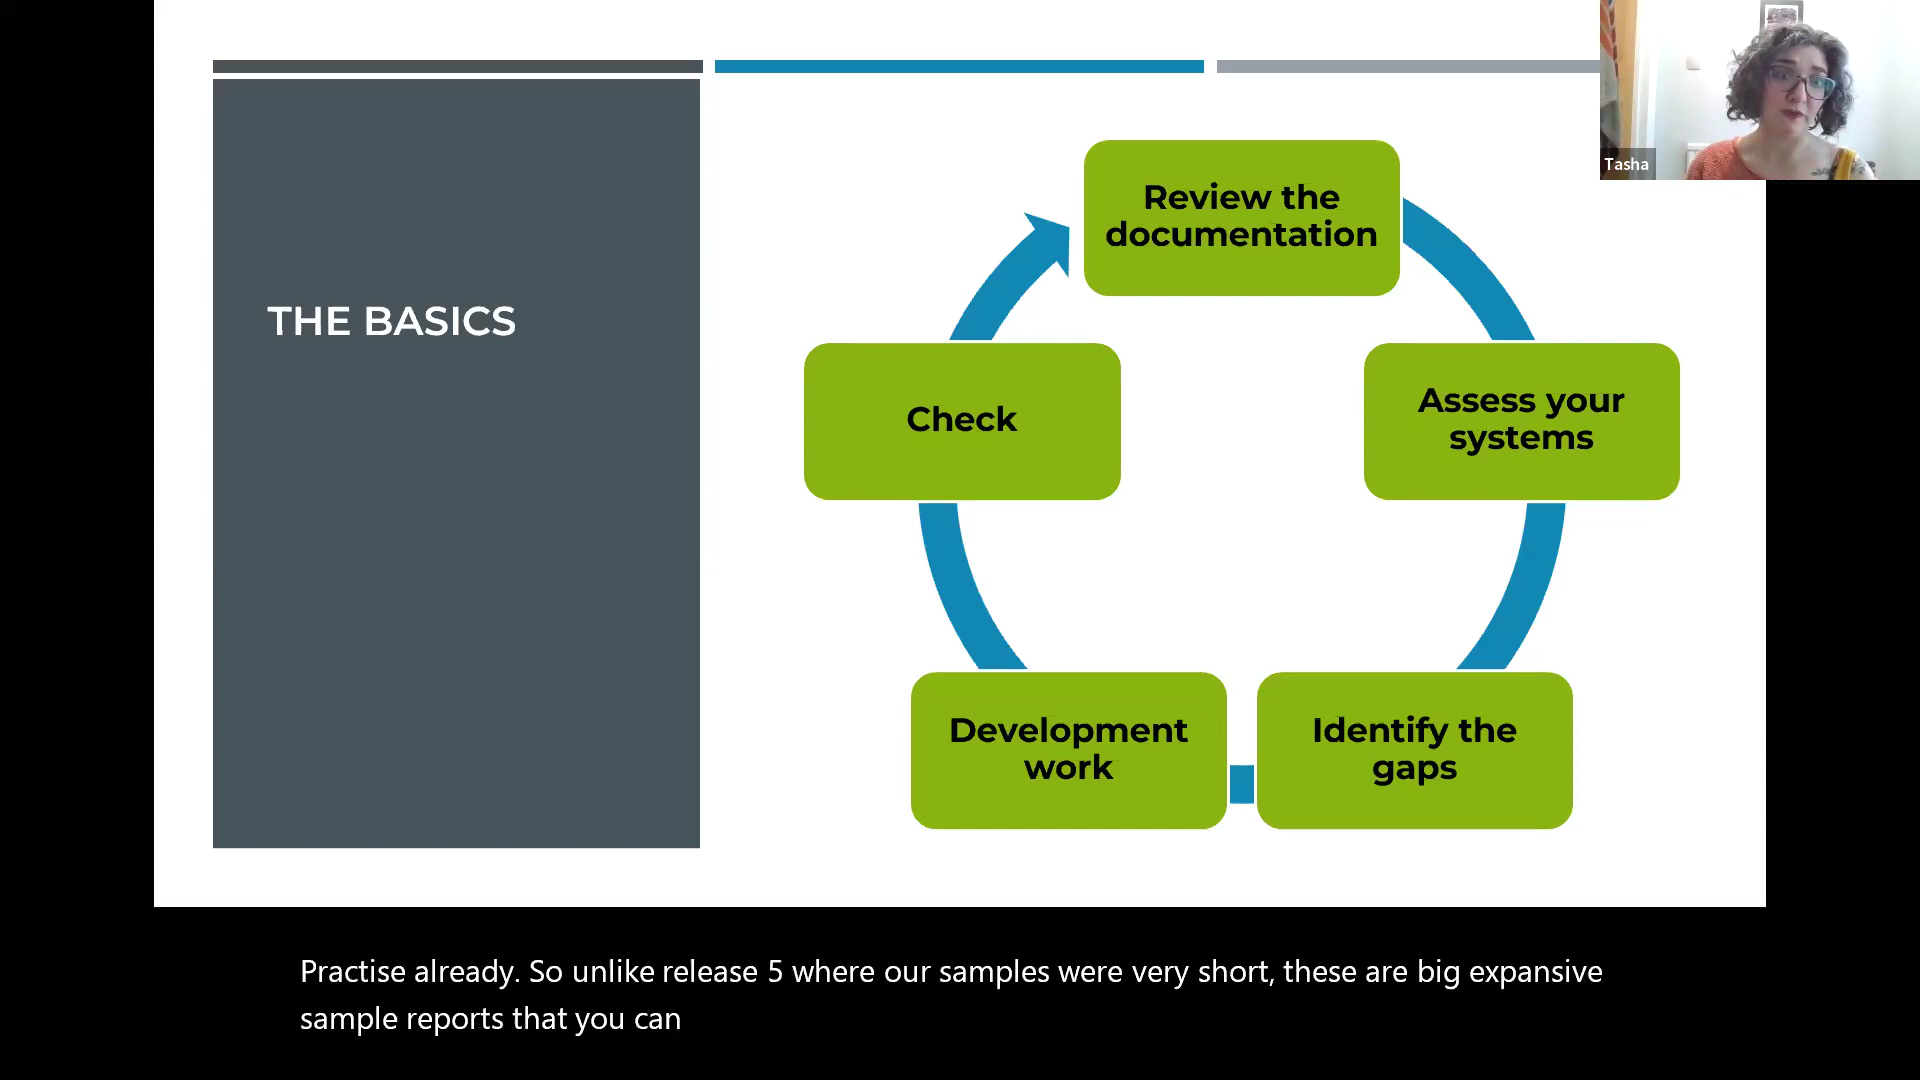 THE BASICS
Review the
documentation
Assess your
systems
Identify the
gaps
Development
work
Check
Tasha
Practise already. So unlike release 5 where our samples were very short, these are big expansive
sample reports that you can